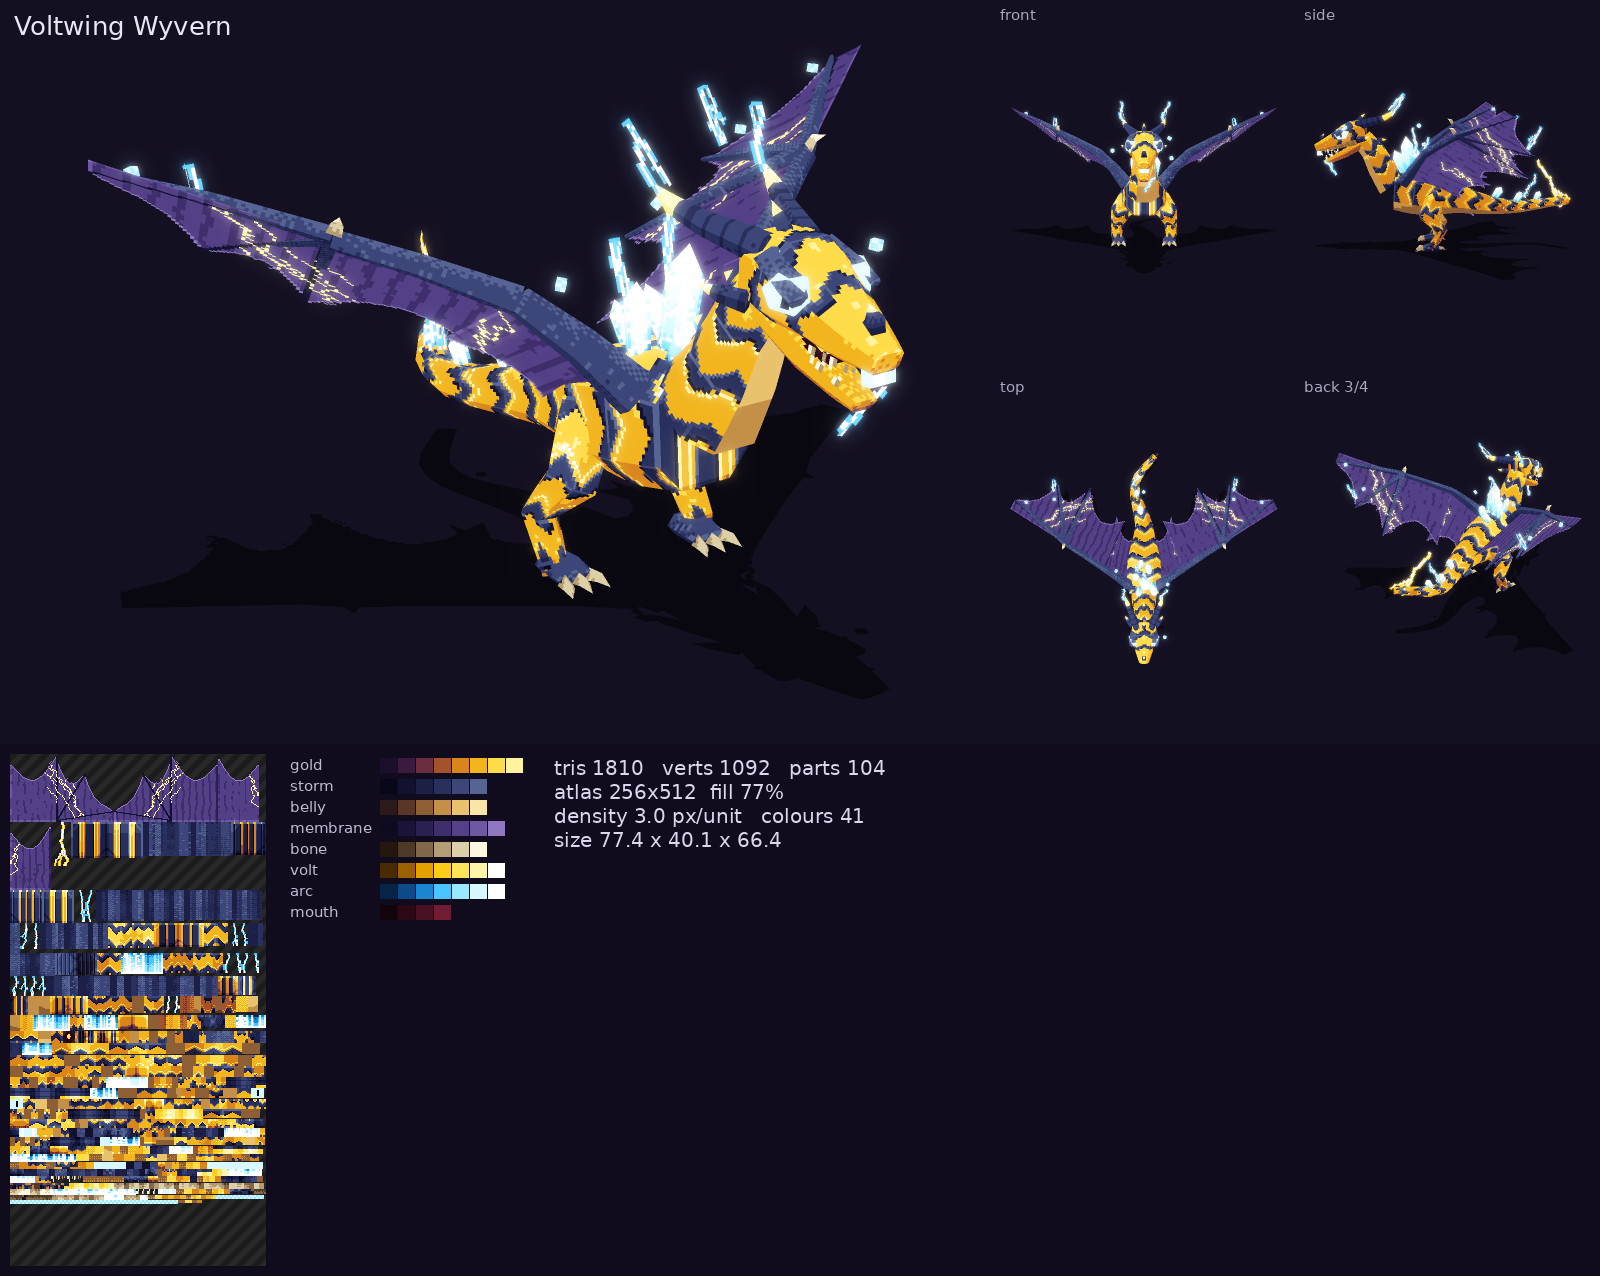 Voltwing Wyvern
front
side
top
back 3/4
gold
storm
belly
membrane
bone
volt
arc
mouth
tris 1810   verts 1092   parts 104
atlas 256x512   fill 77%
density 3.0 px/unit   colours 41
size 77.4 x 40.1 x 66.4